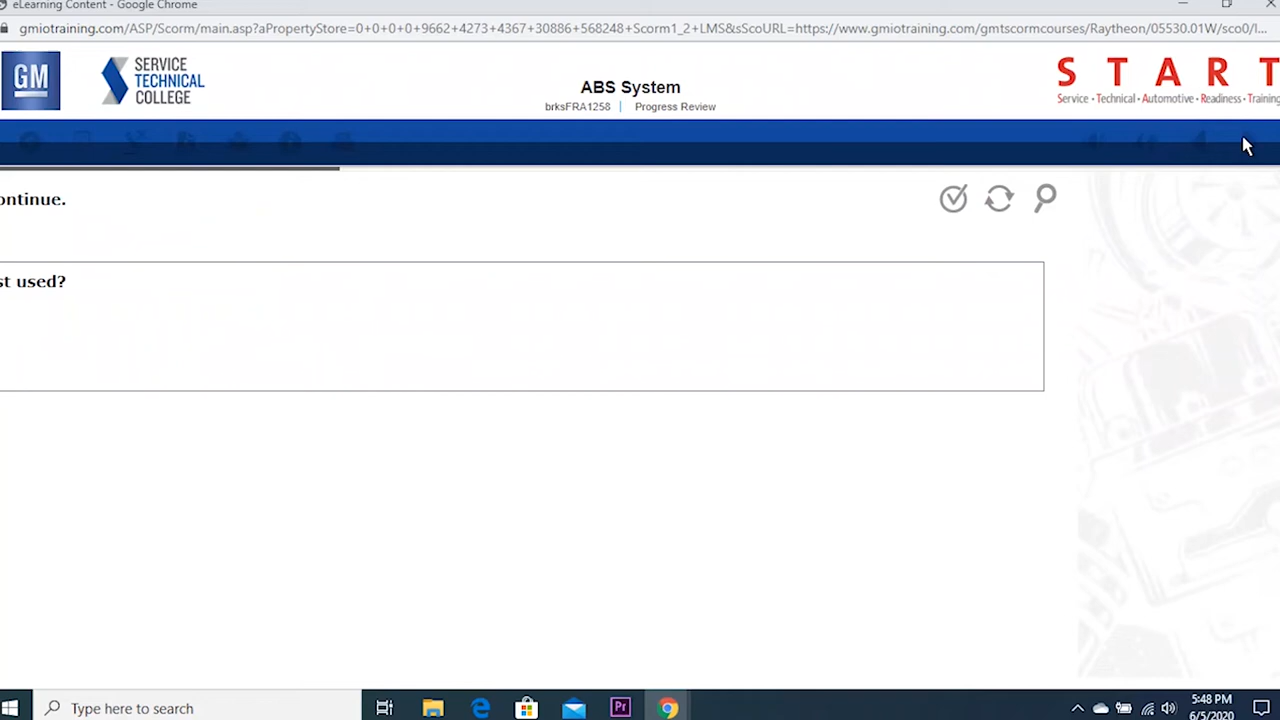 eLearning Content - Google Chrome
gmiotraining.com/ASP/Scorm/main.asp?aPropertyStore=0+0+0+0+9662+4273+4367+30886+568248+Scorm1_2+LMS&sScoURL=https://www.gmiotraining.com/gmtscormcourses/Raytheon/05530.01W/sco0/l...
GM
SERVICE
TECHNICAL
COLLEGE
ABS System
brksFRA1258 | Progress Review
START
Service • Technical • Automotive • Readiness • Training
ontinue.
st used?
Type here to search
Pr
5:48 PM
6/5/2020